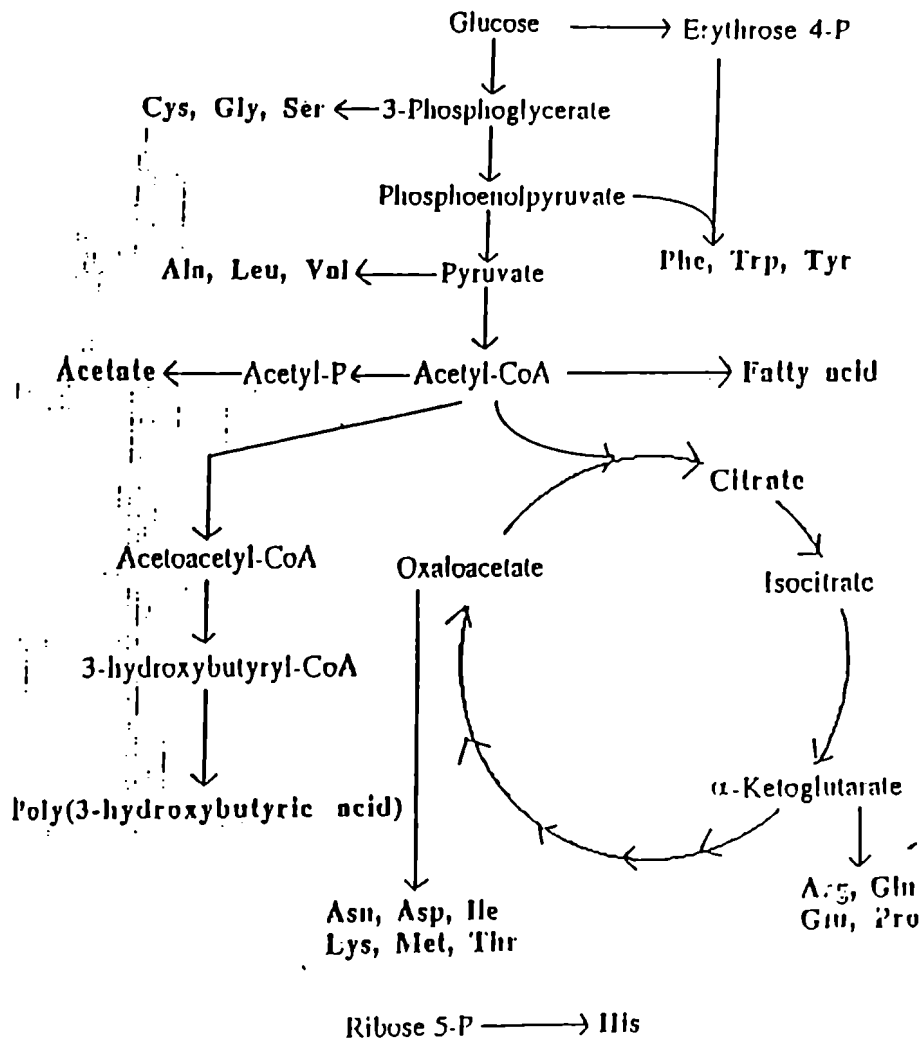 Glucose
Erythrose 4-P
Cys, Gly, Ser
3-Phosphoglycerate
Phosphoenolpyruvate
Phe, Trp, Tyr
Ala, Leu, Val
Pyruvate
Acetate
Acetyl-P
Acetyl-CoA
Fatty acid
Citrate
Acetoacetyl-CoA
Oxaloacetate
Isocitrate
3-hydroxybutyryl-CoA
α-Ketoglutarate
Poly(3-hydroxybutyric acid)
Arg, Gln
Glu, Pro
Asn, Asp, Ile
Lys, Met, Thr
Ribose 5-P
His